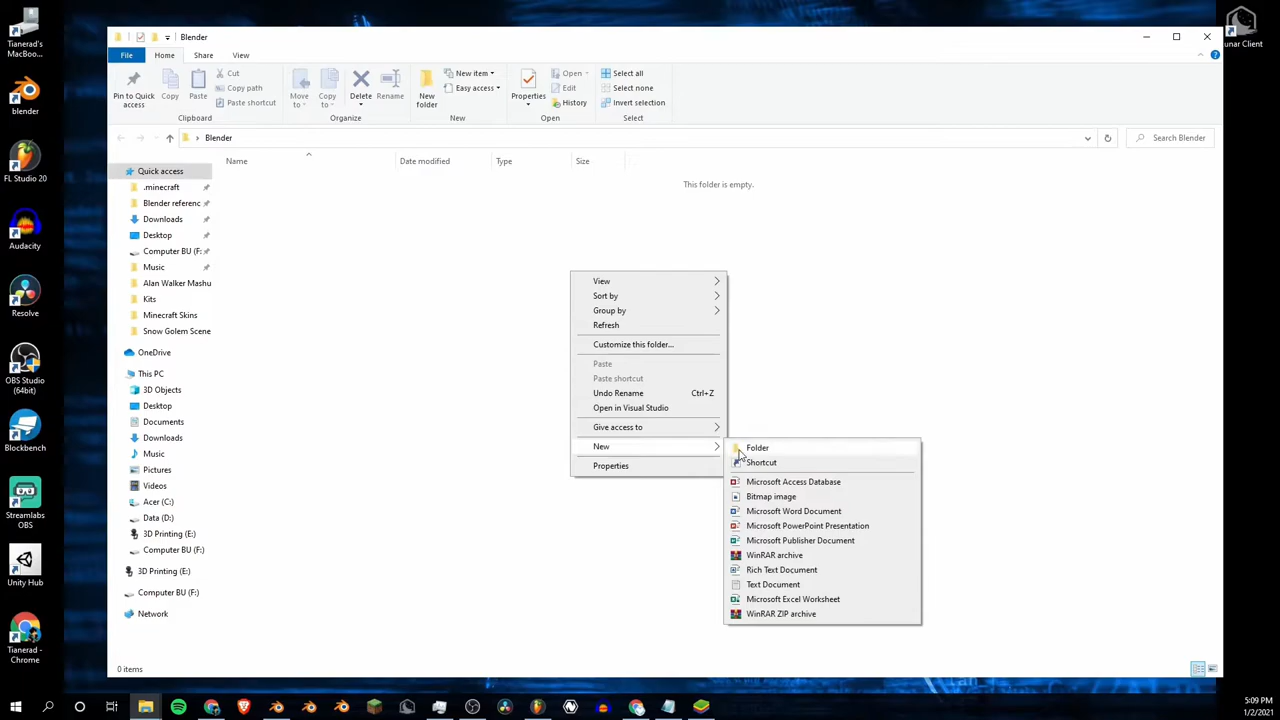 Tianerad's
MacBoo...
blender
FL Studio 20
Audacity
Resolve
OBS Studio
(64bit)
Blockbench
Streamlabs
OBS
Unity Hub
Tianerad -
Chrome
unar Client
Blender
File
Home
Share
View
Pin to Quick
access
Copy
Paste
Cut
Copy path
Paste shortcut
Clipboard
Move
to
Copy
to
Delete
Rename
Organize
New
folder
New item
Easy access
New
Properties
Open
Edit
History
Open
Select all
Select none
Invert selection
Select
Blender
Search Blender
Name
Date modified
Type
Size
This folder is empty.
Quick access
.minecraft
Blender referenc
Downloads
Desktop
Computer BU (F:
Music
Alan Walker Mashu
Kits
Minecraft Skins
Snow Golem Scene
OneDrive
This PC
3D Objects
Desktop
Documents
Downloads
Music
Pictures
Videos
Acer (C:)
Data (D:)
3D Printing (E:)
Computer BU (F:)
3D Printing (E:)
Computer BU (F:)
Network
View
Sort by
Group by
Refresh
Customize this folder...
Paste
Paste shortcut
Undo Rename Ctrl+Z
Open in Visual Studio
Give access to
New
Properties
Folder
Shortcut
Microsoft Access Database
Bitmap image
Microsoft Word Document
Microsoft PowerPoint Presentation
Microsoft Publisher Document
WinRAR archive
Rich Text Document
Text Document
Microsoft Excel Worksheet
WinRAR ZIP archive
0 items
5:09 PM
1/2/2021